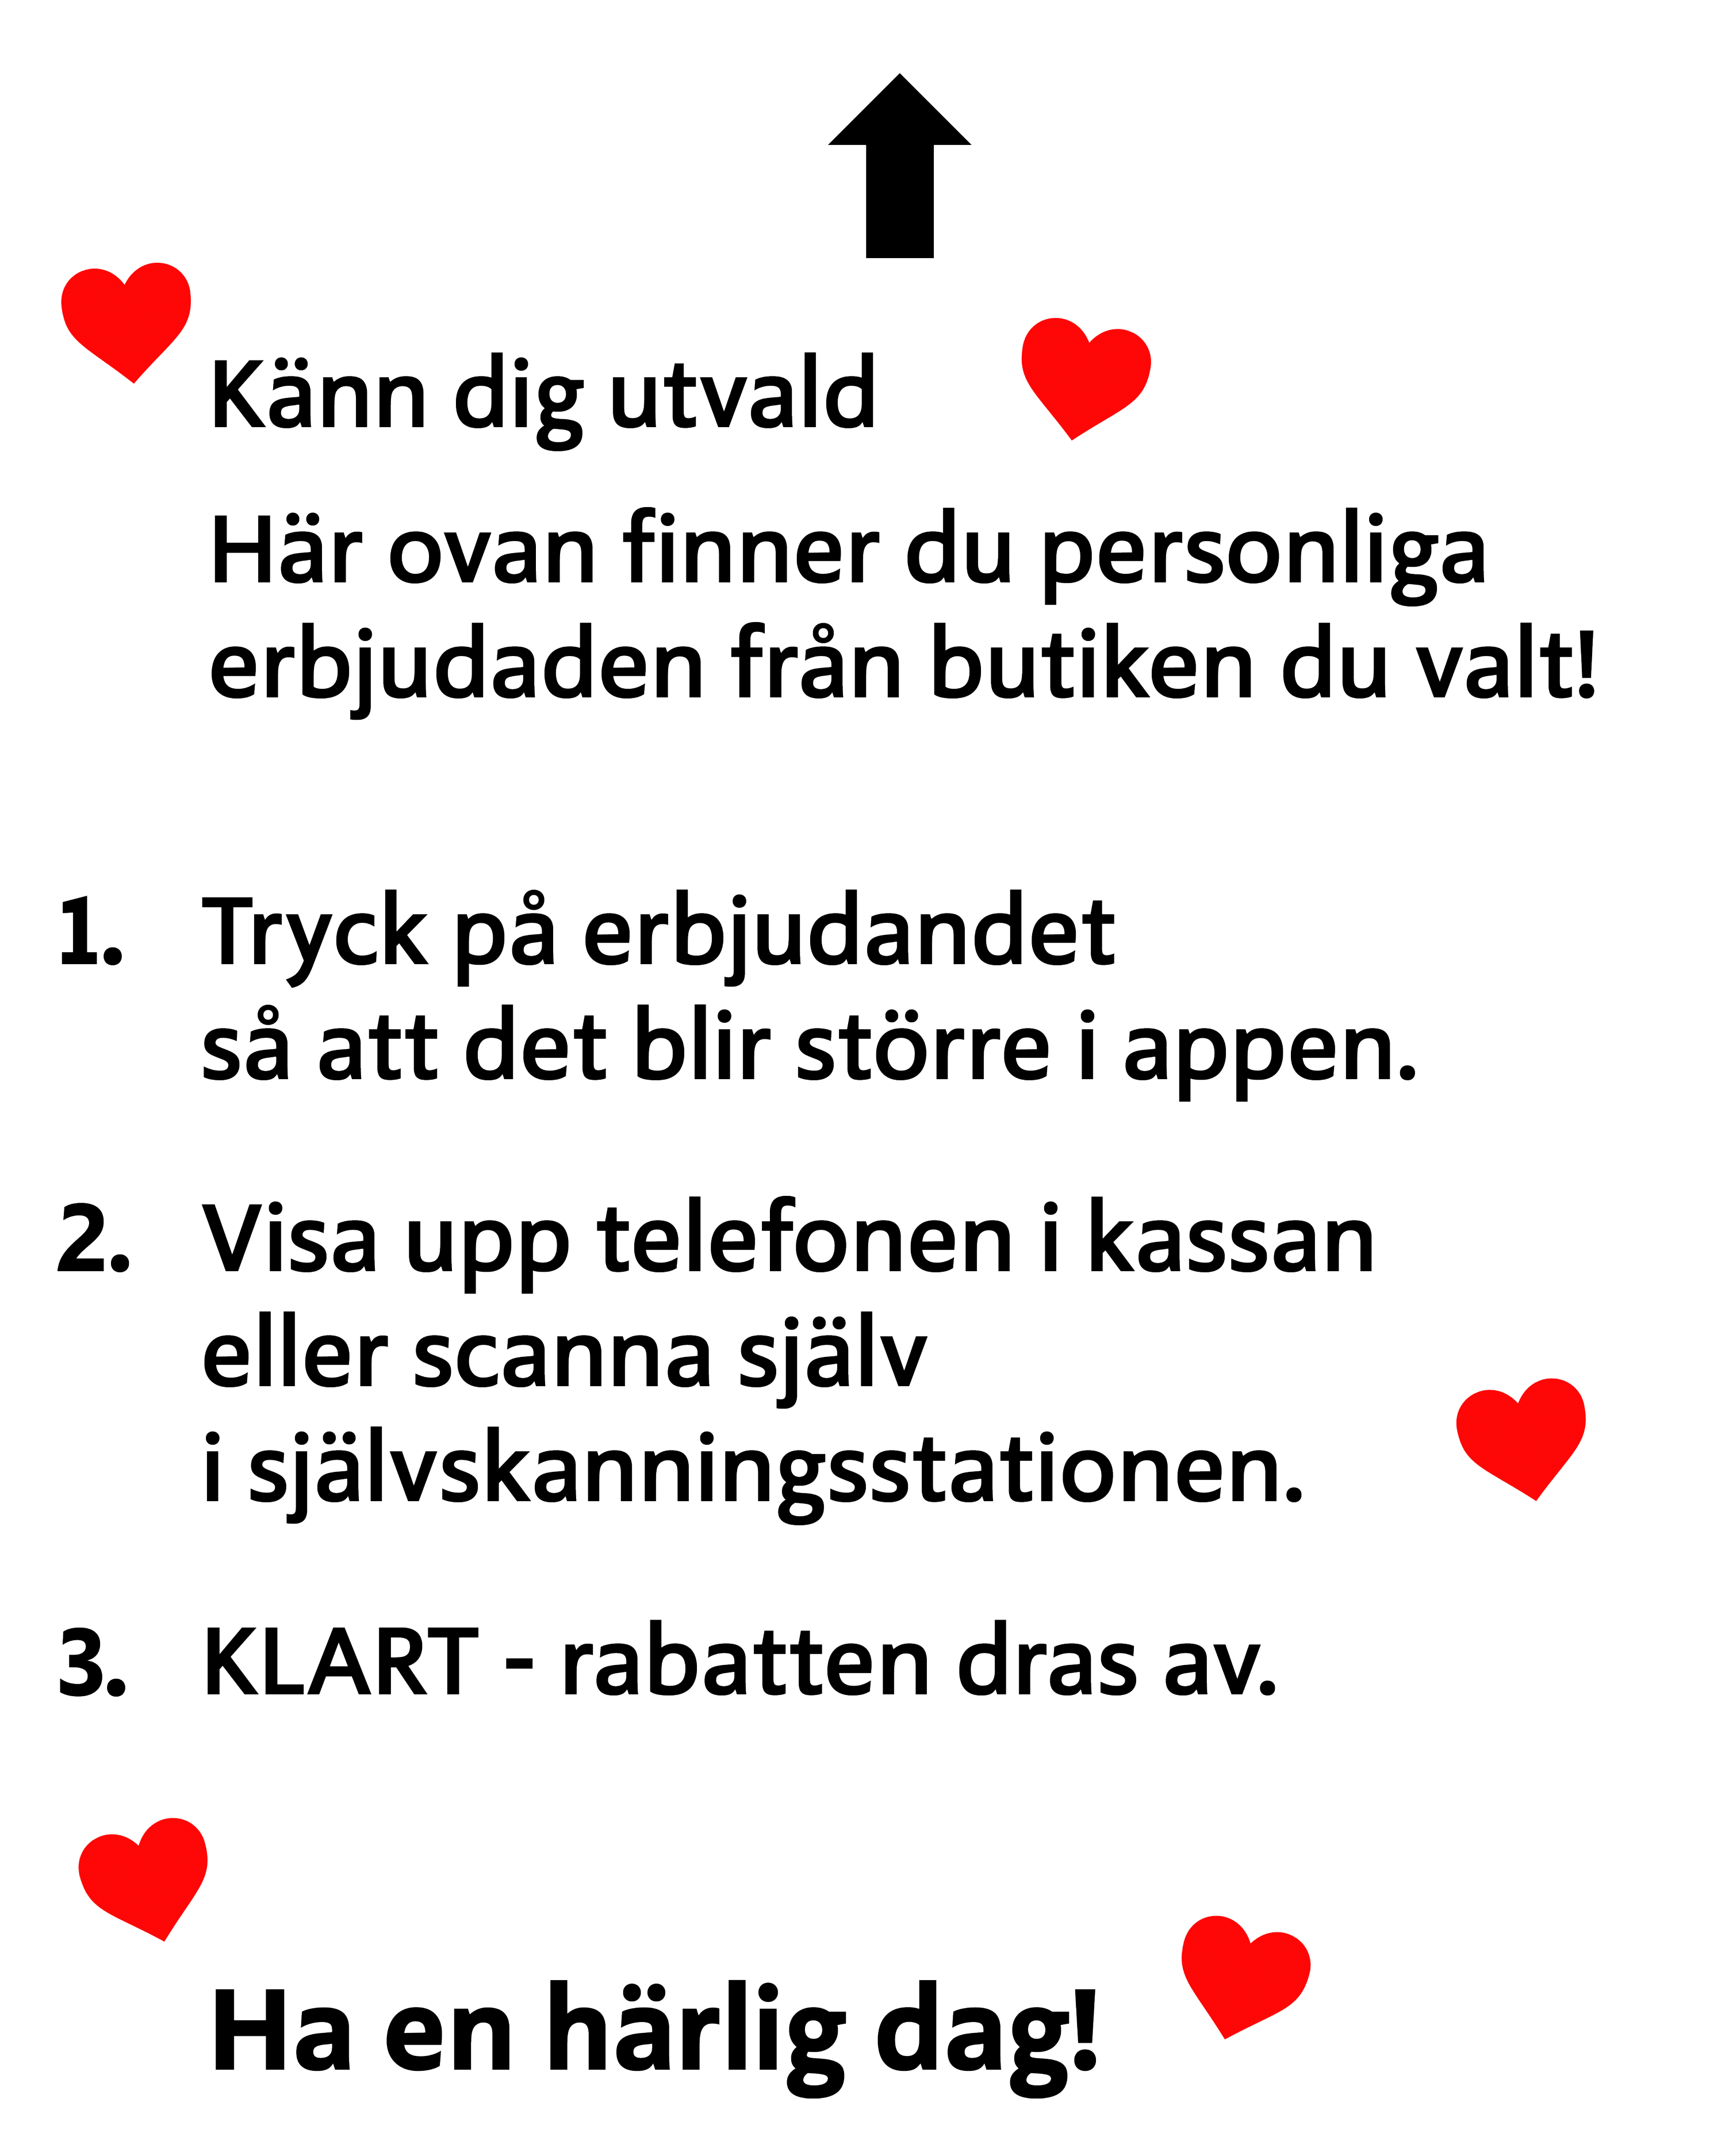 Känn dig utvald
Här ovan finner du personliga
erbjudaden från butiken du valt!
1. Tryck på erbjudandet
så att det blir större i appen.
2. Visa upp telefonen i kassan
eller scanna själv
i självskanningsstationen.
3. KLART - rabatten dras av.
Ha en härlig dag!